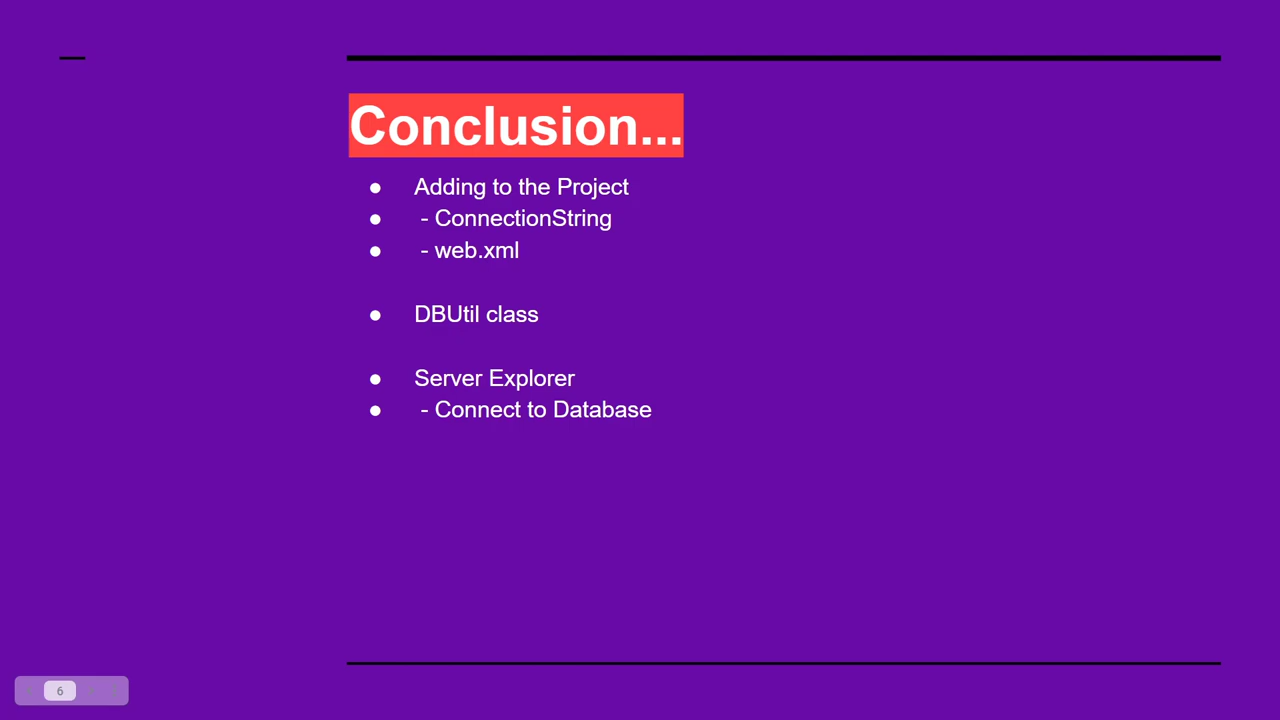 Conclusion...
● Adding to the Project
● - ConnectionString
● - web.xml
● DBUtil class
● Server Explorer
● - Connect to Database
6